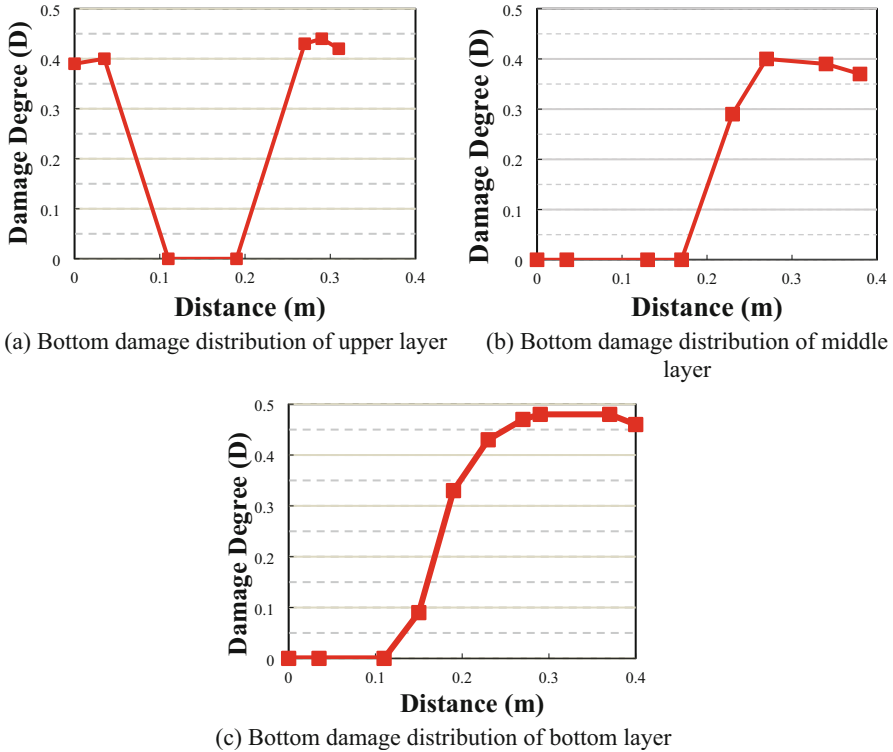 0.5
0.4
0.3
0.2
0.1
0
0 0.1 0.2 0.3 0.4
Damage Degree (D)
Distance (m)
(a) Bottom damage distribution of upper layer
0.5
0.4
0.3
0.2
0.1
0
0 0.1 0.2 0.3 0.4
Damage Degree (D)
Distance (m)
(b) Bottom damage distribution of middle
layer
0.5
0.4
0.3
0.2
0.1
0
0 0.1 0.2 0.3 0.4
Damage Degree (D)
Distance (m)
(c) Bottom damage distribution of bottom layer